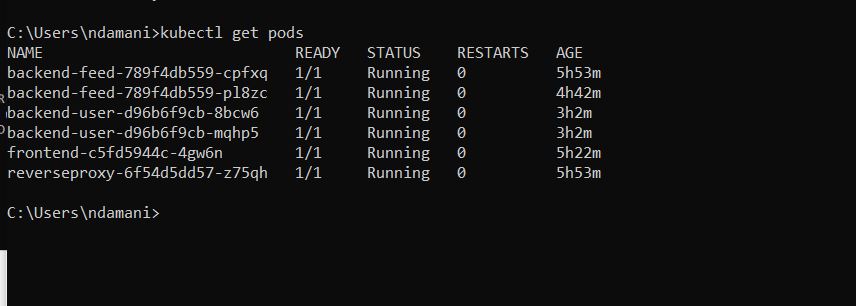 C:\Users\ndamani>kubectl get pods
NAME READY STATUS RESTARTS AGE
backend-feed-789f4db559-cpfxq 1/1 Running 0 5h53m
backend-feed-789f4db559-pl8zc 1/1 Running 0 4h42m
backend-user-d96b6f9cb-8bcw6 1/1 Running 0 3h2m
backend-user-d96b6f9cb-mqhp5 1/1 Running 0 3h2m
frontend-c5fd5944c-4gw6n 1/1 Running 0 5h22m
reverseproxy-6f54d5dd57-z75qh 1/1 Running 0 5h53m
C:\Users\ndamani>